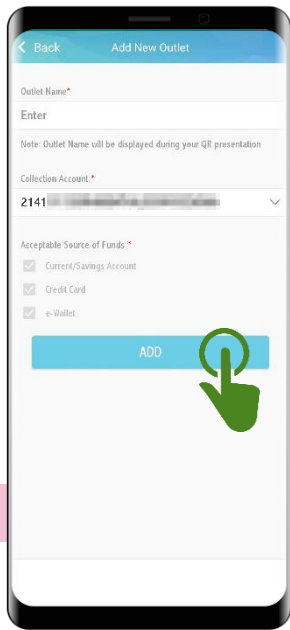 Back
Add New Outlet
Outlet Name*
Enter
Note: Outlet Name will be displayed during your QR presentation
Collection Account *
2141
Acceptable Source of Funds *
Current/Savings Account
Credit Card
e-Wallet
ADD